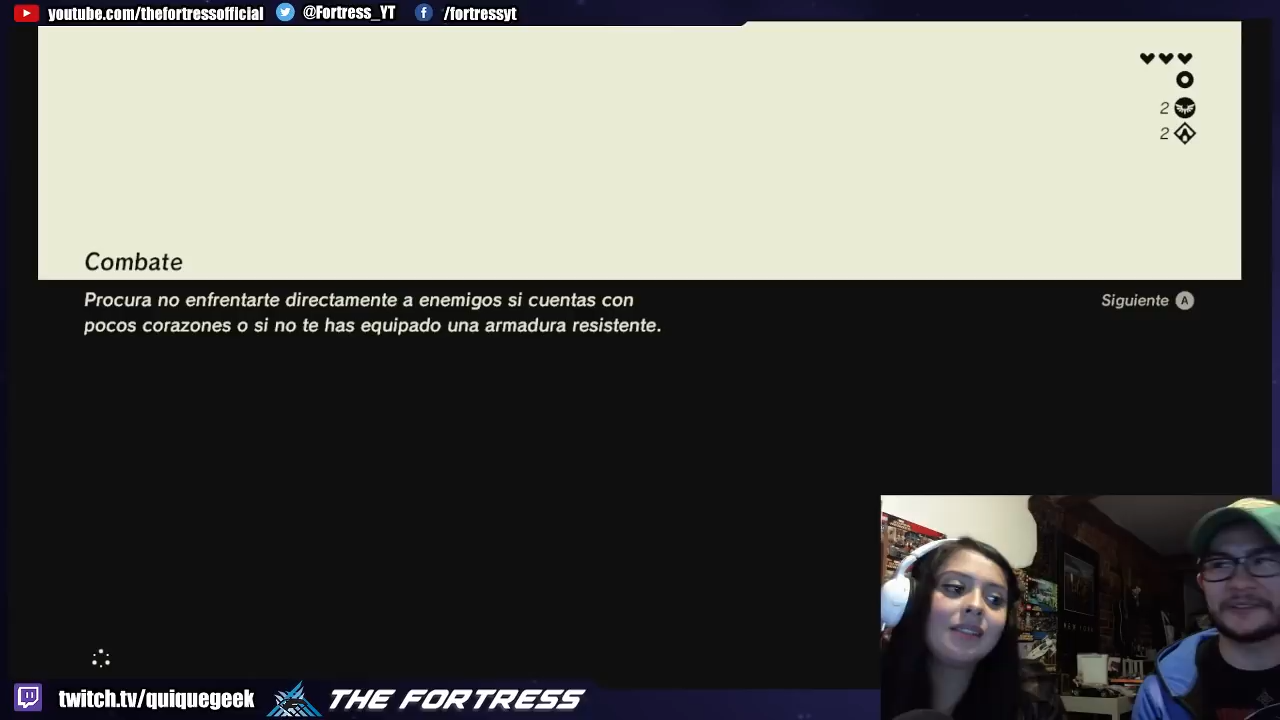 youtube.com/thefortressofficial @Fortress_YT /fortressyt
2
2
Combate
Procura no enfrentarte directamente a enemigos si cuentas con
pocos corazones o si no te has equipado una armadura resistente.
Siguiente A
twitch.tv/quiquegeek THE FORTRESS